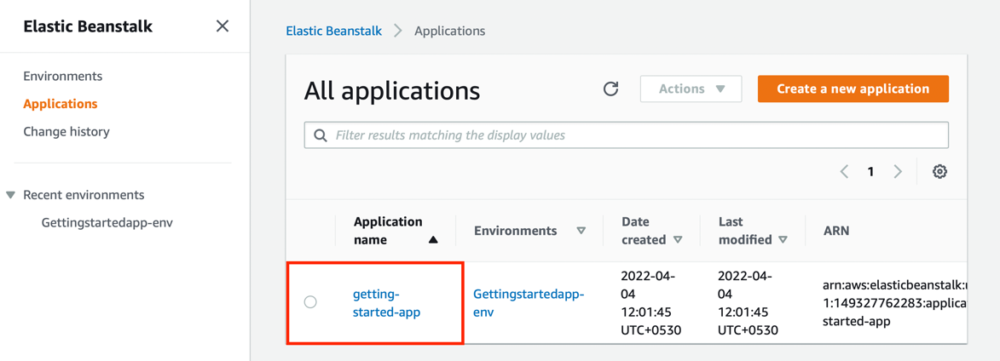 Elastic Beanstalk
Environments
Applications
Change history
Recent environments
Gettingstartedapp-env
Elastic Beanstalk Applications
All applications
Actions
Create a new application
Filter results matching the display values
1
Application name
Environments
Date created
Last modified
ARN
getting-
started-app
Gettingstartedapp-
env
2022-04-
04
12:01:45
UTC+0530
2022-04-
04
12:01:45
UTC+0530
arn:aws:elasticbeanstalk:
1:149327762283:applica
started-app